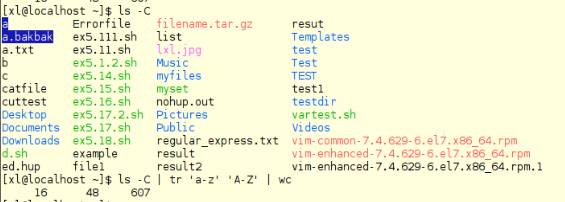 [xl@localhost ~]$ ls -C
a Errorfile filename.tar.gz resut
a.bakbak ex5.111.sh list Templates
a.txt ex5.11.sh lxl.jpg test
b ex5.1.2.sh Music Test
c ex5.14.sh myfiles TEST
catfile ex5.15.sh myset test1
cuttest ex5.16.sh nohup.out testdir
Desktop ex5.17.2.sh Pictures vartest.sh
Documents ex5.17.sh Public Videos
Downloads ex5.18.sh regular_express.txt vim-common-7.4.629-6.el7.x86_64.rpm
d.sh example result vim-enhanced-7.4.629-6.el7.x86_64.rpm
ed.hup file1 result2 vim-enhanced-7.4.629-6.el7.x86_64.rpm.1
[xl@localhost ~]$ ls -C | tr 'a-z' 'A-Z' | wc
16 48 607